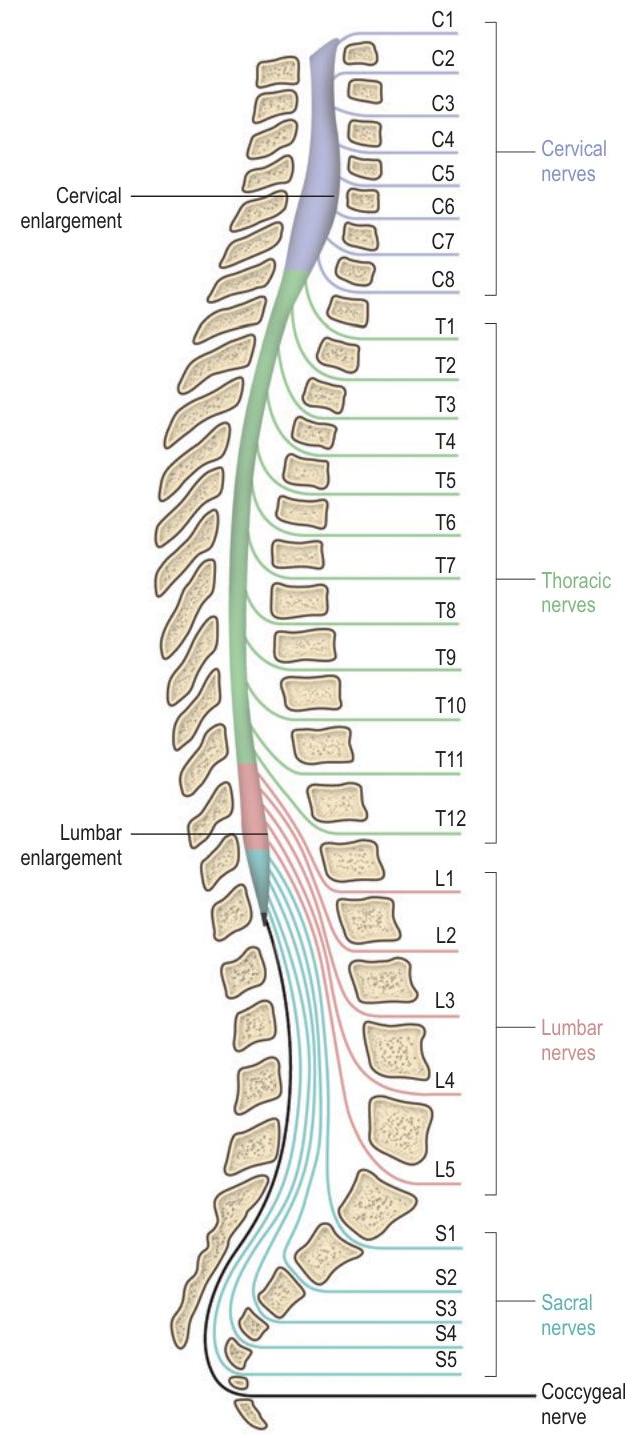 C1
C2
C3
C4
C5
C6
C7
C8
Cervical
nerves
Cervical
enlargement
T1
T2
T3
T4
T5
T6
T7
T8
T9
T10
T11
T12
Thoracic
nerves
Lumbar
enlargement
L1
L2
L3
L4
L5
Lumbar
nerves
S1
S2
S3
S4
S5
Sacral
nerves
Coccygeal
nerve